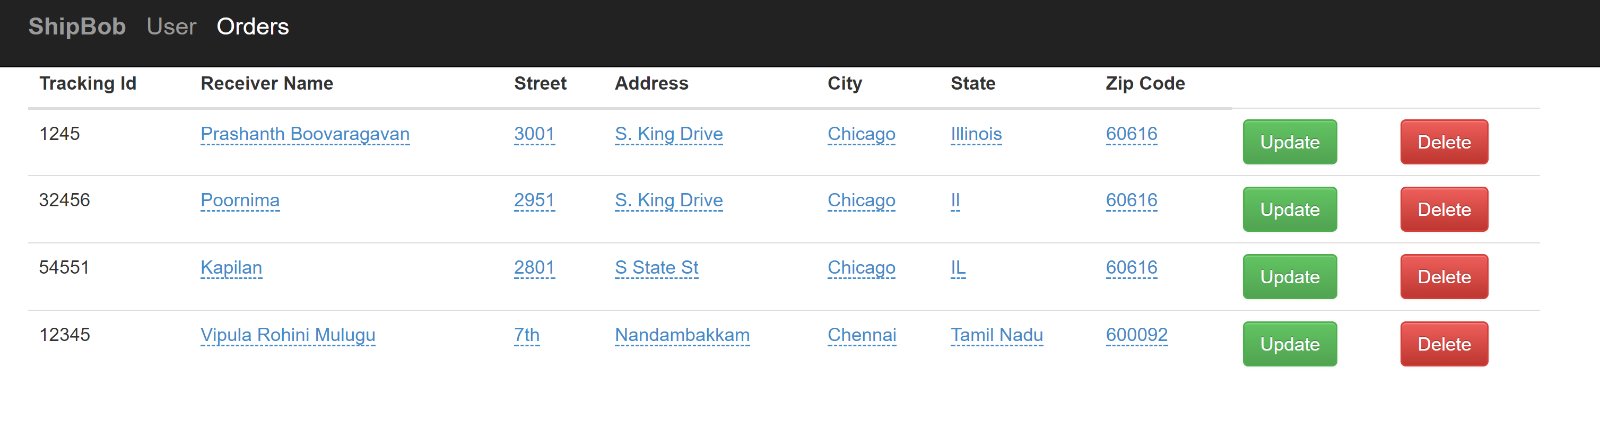 ShipBob User Orders
Tracking Id Receiver Name Street Address City State Zip Code
1245 Prashanth Boovaragavan 3001 S. King Drive Chicago Illinois 60616 Update Delete
32456 Poornima 2951 S. King Drive Chicago Il 60616 Update Delete
54551 Kapilan 2801 S State St Chicago IL 60616 Update Delete
12345 Vipula Rohini Mulugu 7th Nandambakkam Chennai Tamil Nadu 600092 Update Delete